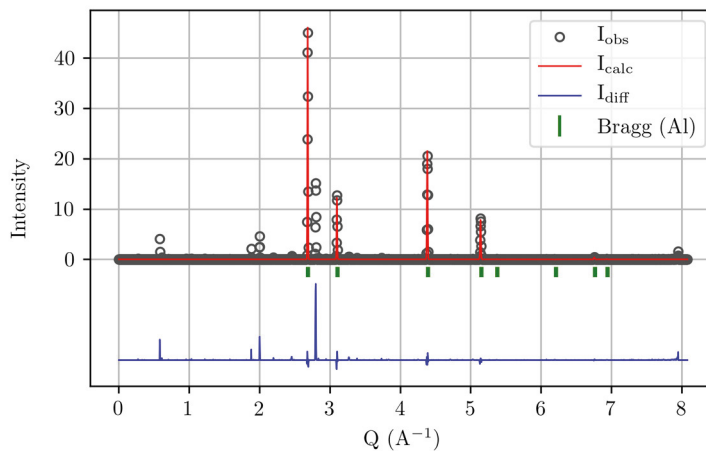 I_obs
I_calc
I_diff
Bragg (Al)
Intensity
40
30
20
10
0
0 1 2 3 4 5 6 7 8
Q (A⁻¹)